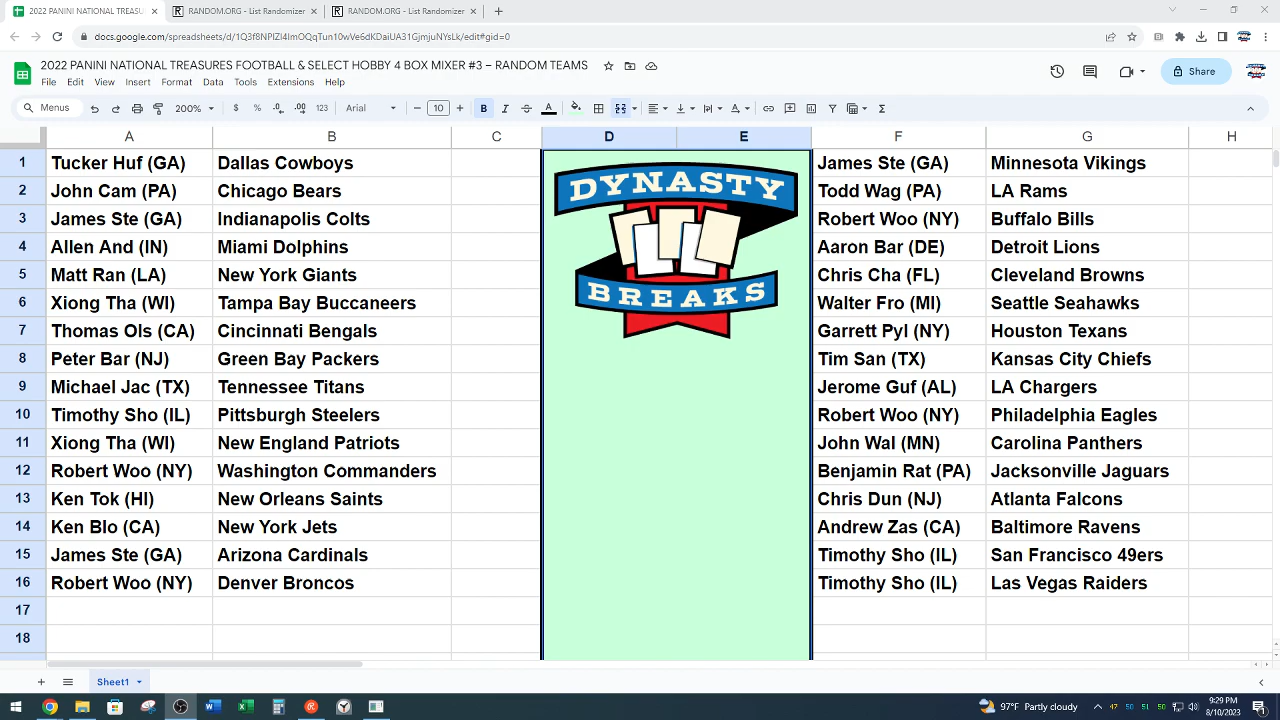 2022 PANINI NATIONAL TREASU
RANDOM.ORG - List Randomizer
RANDOM.ORG - List Randomizer
docs.google.com/spreadsheets/d/1Q3f8NPIZl4ImOQqTun10wVe6dKDaiUA31GjmjuNYsLk/edit#gid=0
2022 PANINI NATIONAL TREASURES FOOTBALL & SELECT HOBBY 4 BOX MIXER #3 – RANDOM TEAMS
File Edit View Insert Format Data Tools Extensions Help
Share
Menus 200% $ % .0 .00 123 Arial 10 B I A
A B C D E F G H
1 Tucker Huf (GA) Dallas Cowboys James Ste (GA) Minnesota Vikings
2 John Cam (PA) Chicago Bears Todd Wag (PA) LA Rams
3 James Ste (GA) Indianapolis Colts Robert Woo (NY) Buffalo Bills
4 Allen And (IN) Miami Dolphins Aaron Bar (DE) Detroit Lions
5 Matt Ran (LA) New York Giants Chris Cha (FL) Cleveland Browns
6 Xiong Tha (WI) Tampa Bay Buccaneers Walter Fro (MI) Seattle Seahawks
7 Thomas Ols (CA) Cincinnati Bengals Garrett Pyl (NY) Houston Texans
8 Peter Bar (NJ) Green Bay Packers Tim San (TX) Kansas City Chiefs
9 Michael Jac (TX) Tennessee Titans Jerome Guf (AL) LA Chargers
10 Timothy Sho (IL) Pittsburgh Steelers Robert Woo (NY) Philadelphia Eagles
11 Xiong Tha (WI) New England Patriots John Wal (MN) Carolina Panthers
12 Robert Woo (NY) Washington Commanders Benjamin Rat (PA) Jacksonville Jaguars
13 Ken Tok (HI) New Orleans Saints Chris Dun (NJ) Atlanta Falcons
14 Ken Blo (CA) New York Jets Andrew Zas (CA) Baltimore Ravens
15 James Ste (GA) Arizona Cardinals Timothy Sho (IL) San Francisco 49ers
16 Robert Woo (NY) Denver Broncos Timothy Sho (IL) Las Vegas Raiders
17
18
DYNASTY
BREAKS
Sheet1
97°F Partly cloudy
47 50 51 50
9:29 PM
8/10/2023